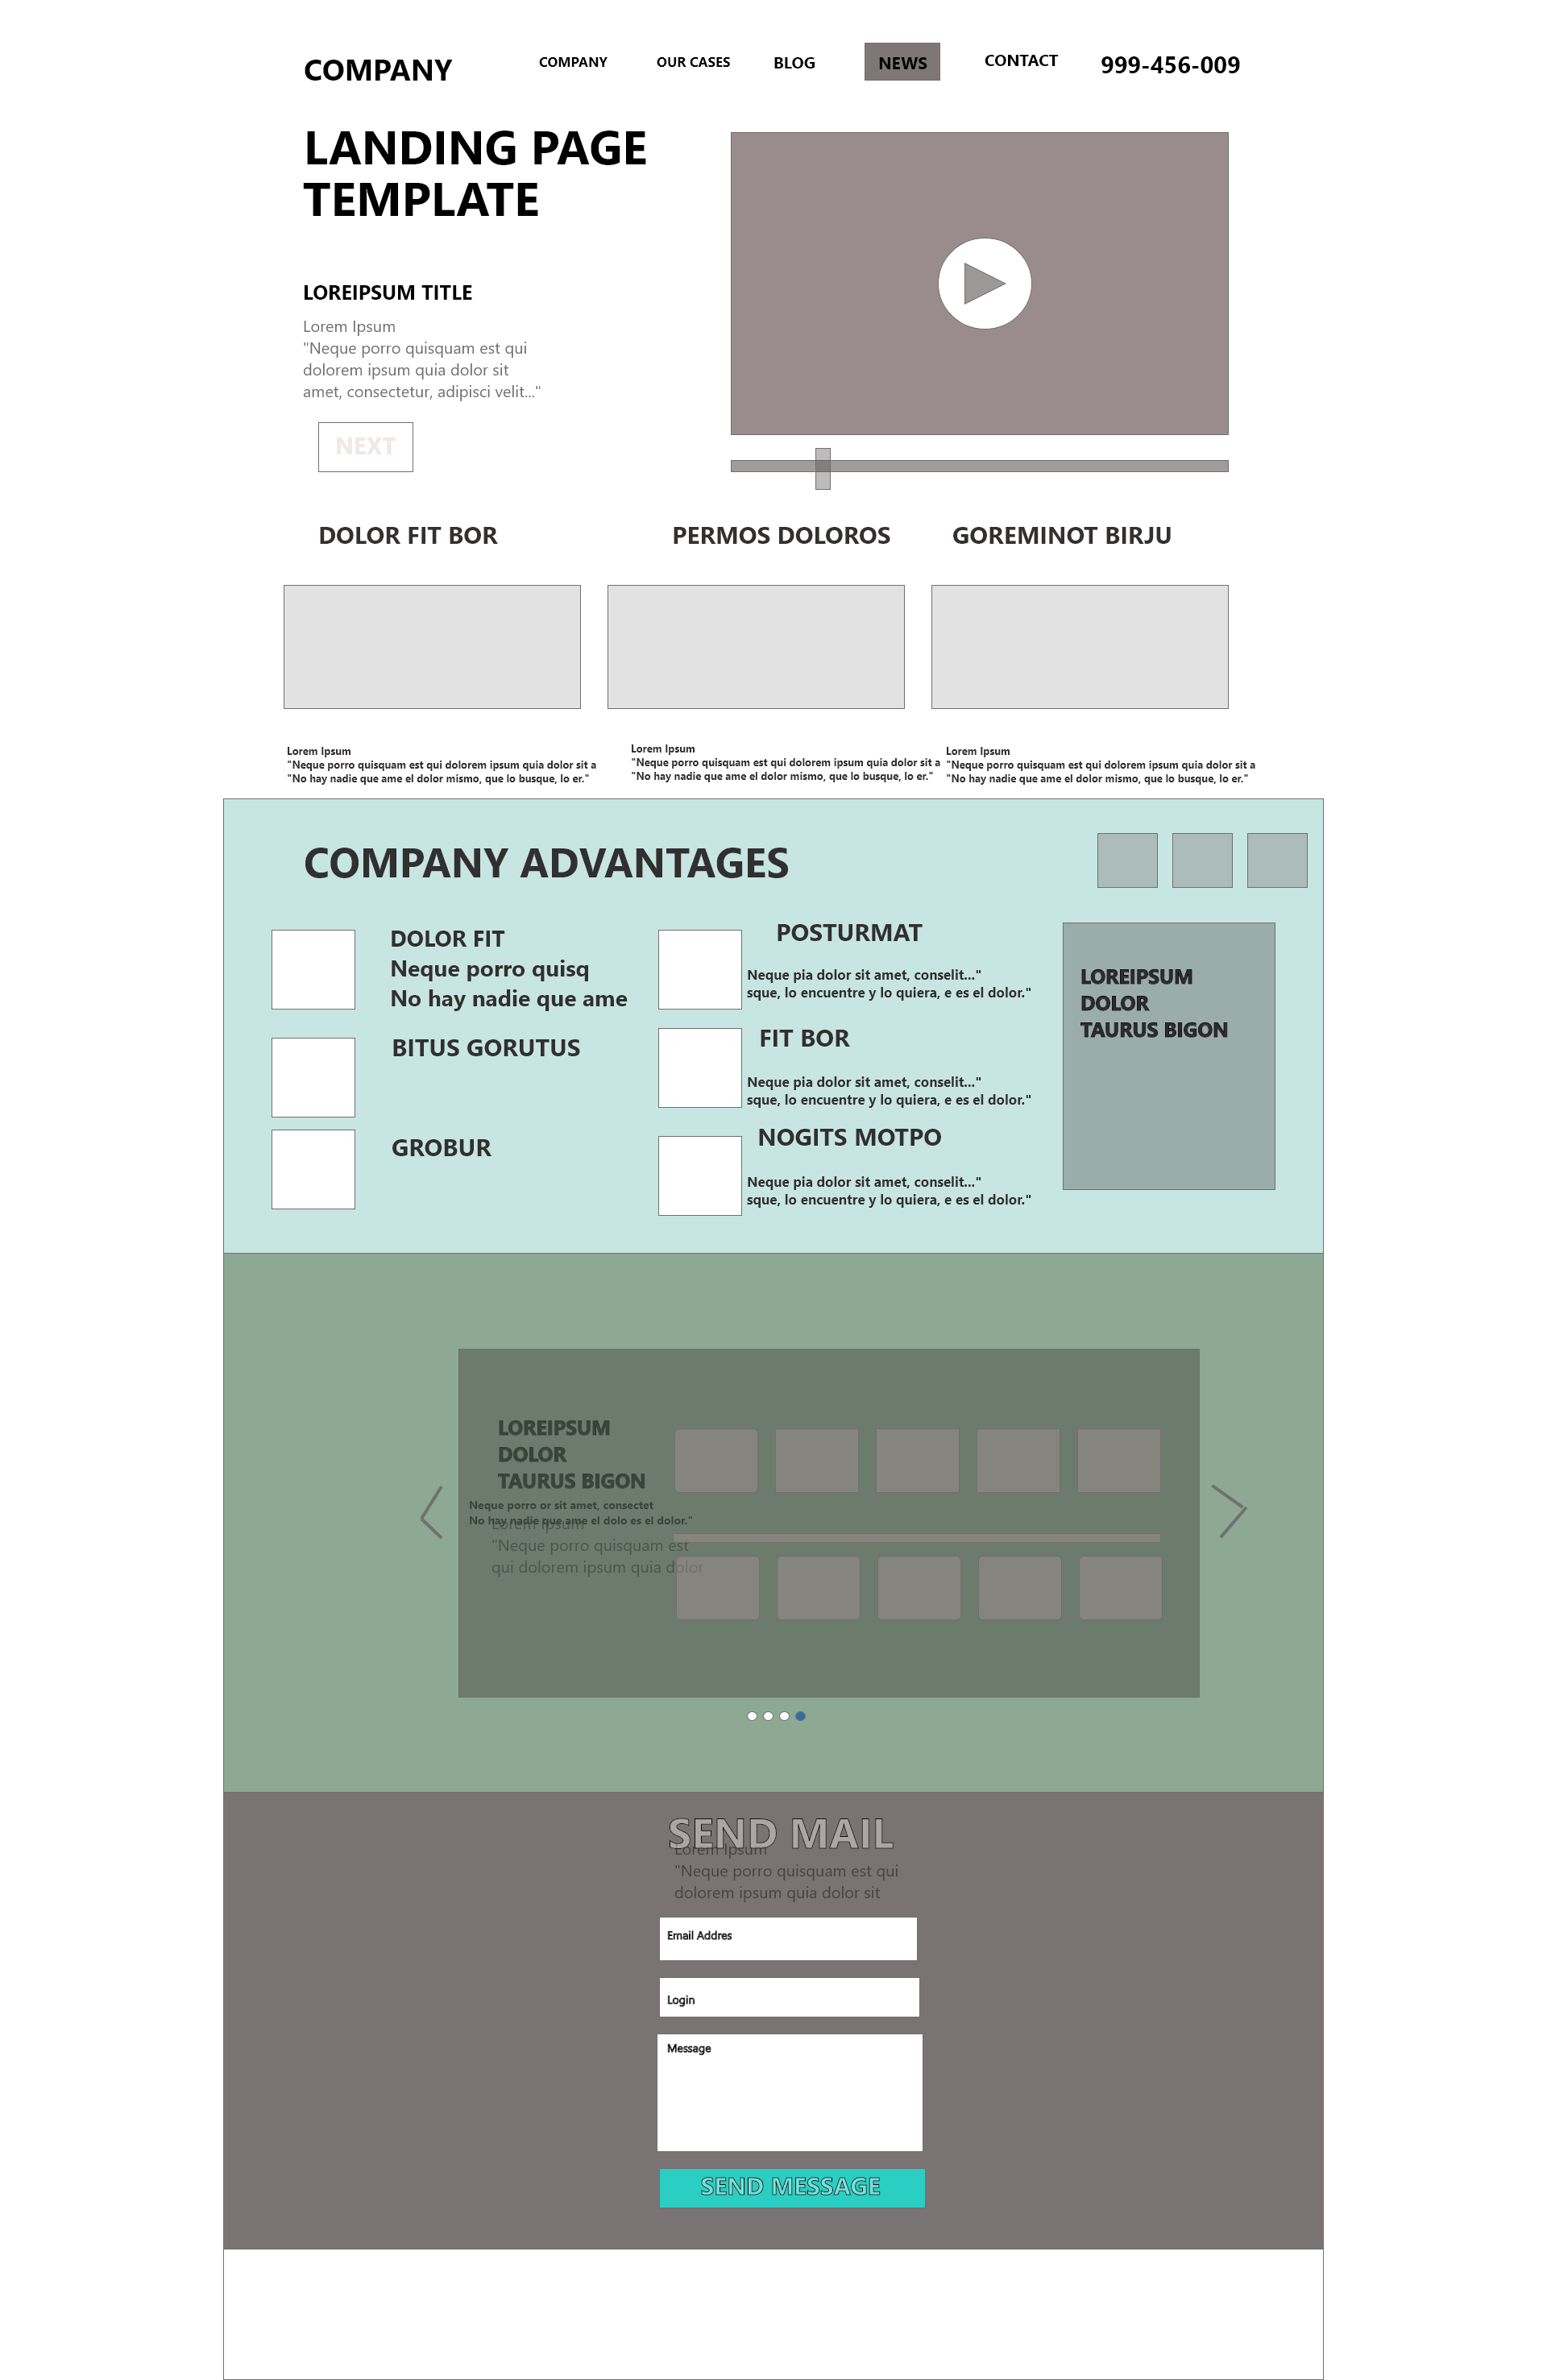 COMPANY
COMPANY
OUR CASES
BLOG
NEWS
CONTACT
999-456-009
LANDING PAGE
TEMPLATE
LOREIPSUM TITLE
Lorem Ipsum
"Neque porro quisquam est qui
dolorem ipsum quia dolor sit
amet, consectetur, adipisci velit..."
NEXT
DOLOR FIT BOR
PERMOS DOLOROS
GOREMINOT BIRJU
Lorem Ipsum
"Neque porro quisquam est qui dolorem ipsum quia dolor sit a
"No hay nadie que ame el dolor mismo, que lo busque, lo er."
Lorem Ipsum
"Neque porro quisquam est qui dolorem ipsum quia dolor sit a
"No hay nadie que ame el dolor mismo, que lo busque, lo er."
Lorem Ipsum
"Neque porro quisquam est qui dolorem ipsum quia dolor sit a
"No hay nadie que ame el dolor mismo, que lo busque, lo er."
COMPANY ADVANTAGES
DOLOR FIT
Neque porro quisq
No hay nadie que ame
BITUS GORUTUS
GROBUR
POSTURMAT
Neque pia dolor sit amet, conselit..."
sque, lo encuentre y lo quiera, e es el dolor."
FIT BOR
Neque pia dolor sit amet, conselit..."
sque, lo encuentre y lo quiera, e es el dolor."
NOGITS MOTPO
Neque pia dolor sit amet, conselit..."
sque, lo encuentre y lo quiera, e es el dolor."
LOREIPSUM
DOLOR
TAURUS BIGON
LOREIPSUM
DOLOR
TAURUS BIGON
Neque porro or sit amet, consectet
No hay nadie que ame el dolo es el dolor."
Lorem Ipsum
"Neque porro quisquam est
qui dolorem ipsum quia dolor
SEND MAIL
Lorem Ipsum
"Neque porro quisquam est qui
dolorem ipsum quia dolor sit
Email Addres
Login
Message
SEND MESSAGE